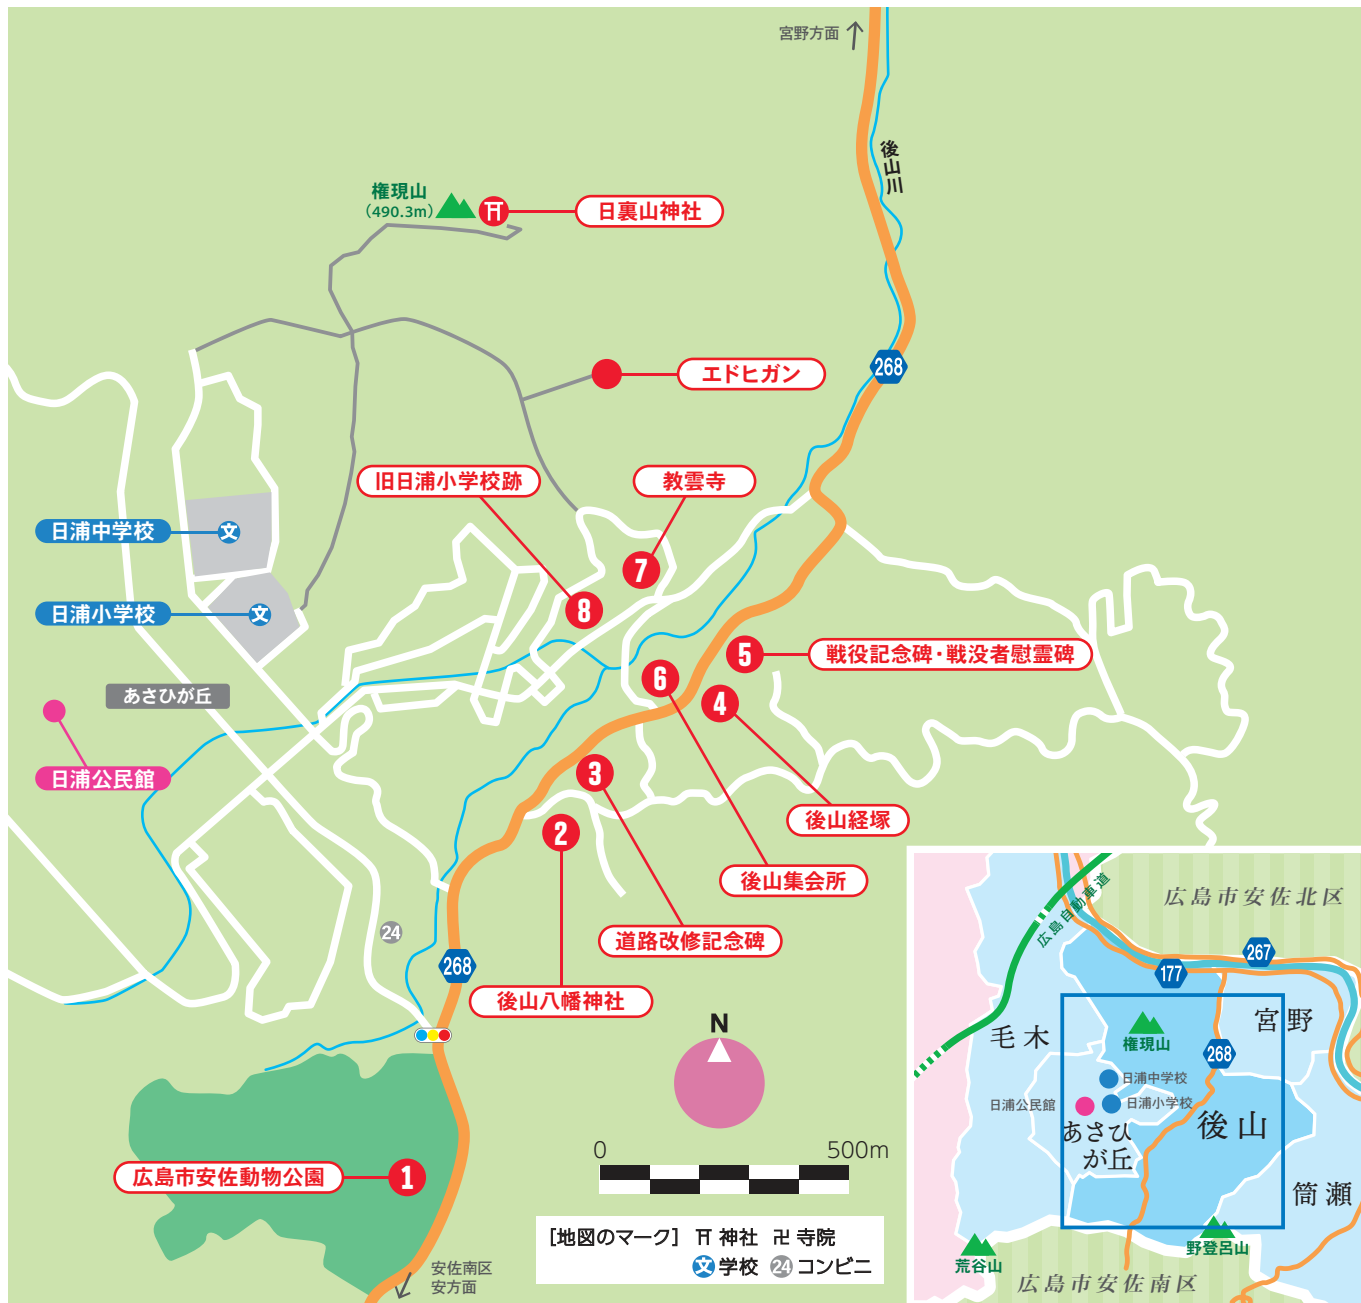 宮野方面
後山川
権現山
(490.3m)
日裏山神社
エドヒガン
268
旧日浦小学校跡
教雲寺
日浦中学校
文
7
8
日浦小学校
文
5
戦役記念碑・戦没者慰霊碑
6
4
あさひが丘
日浦公民館
3
後山経塚
2
後山集会所
道路改修記念碑
24
268
後山八幡神社
N
0 500m
広島市安佐動物公園
1
安佐南区
安方面
[地図のマーク] 神社 卍 寺院
文 学校 24 コンビニ
広島自動車道
広島市安佐北区
267
177
宮野
毛木
権現山
268
日浦中学校
日浦公民館
日浦小学校
あさひ
が丘
後山
筒瀬
野登呂山
荒谷山
広島市安佐南区